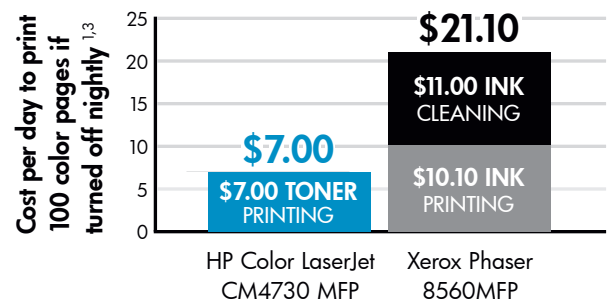 Cost per day to print
100 color pages if
turned off nightly 1,3
25
20
15
10
5
0
$7.00
$7.00 TONER
PRINTING
$21.10
$11.00 INK
CLEANING
$10.10 INK
PRINTING
HP Color LaserJet
CM4730 MFP
Xerox Phaser
8560MFP